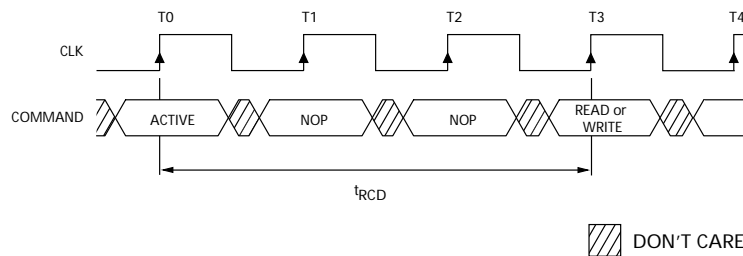 T0 T1 T2 T3 T4
CLK
COMMAND ACTIVE NOP NOP READ or
WRITE
tRCD
DON'T CARE